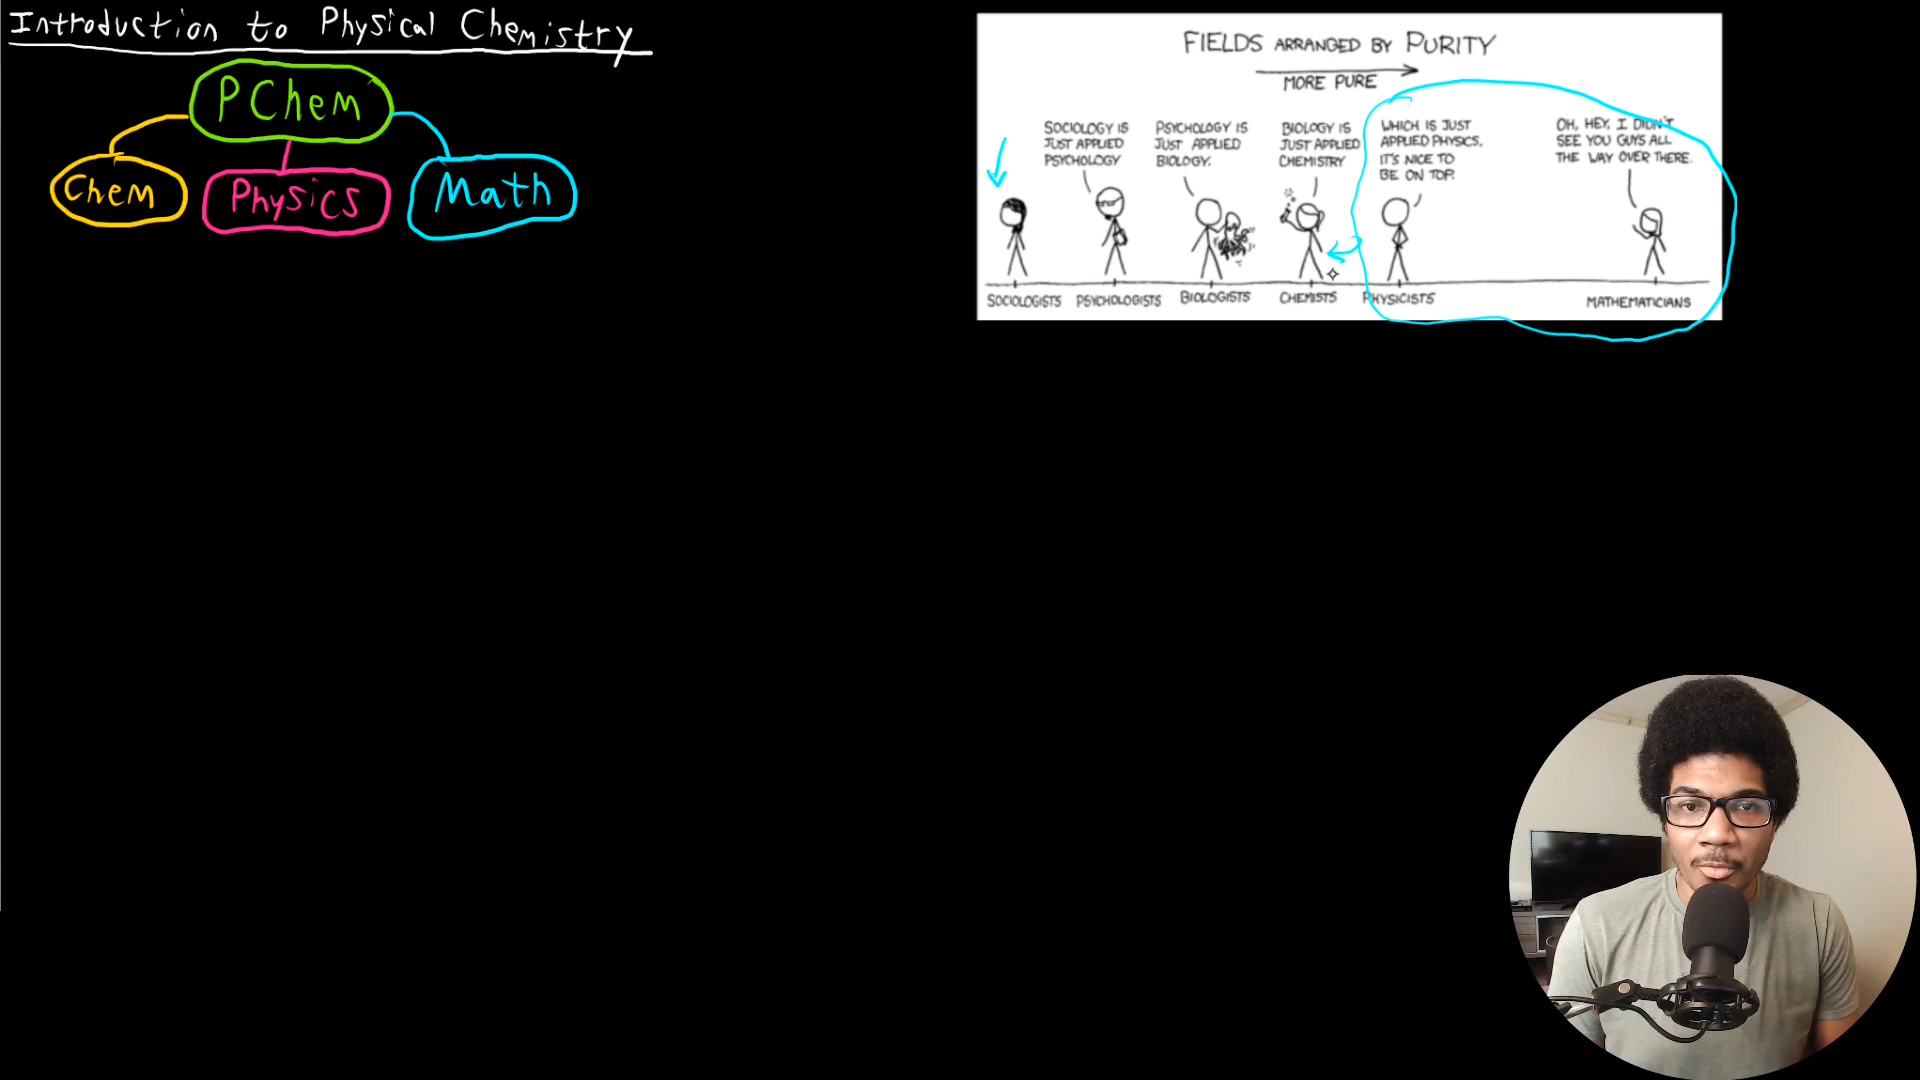 Introduction to Physical Chemistry
PChem
Chem
Physics
Math
FIELDS ARRANGED BY PURITY
MORE PURE
SOCIOLOGY IS
JUST APPLIED
PSYCHOLOGY
PSYCHOLOGY IS
JUST APPLIED
BIOLOGY.
BIOLOGY IS
JUST APPLIED
CHEMISTRY
WHICH IS JUST
APPLIED PHYSICS.
IT'S NICE TO
BE ON TOP.
OH, HEY, I DIDN'T
SEE YOU GUYS ALL
THE WAY OVER THERE.
SOCIOLOGISTS
PSYCHOLOGISTS
BIOLOGISTS
CHEMISTS
PHYSICISTS
MATHEMATICIANS